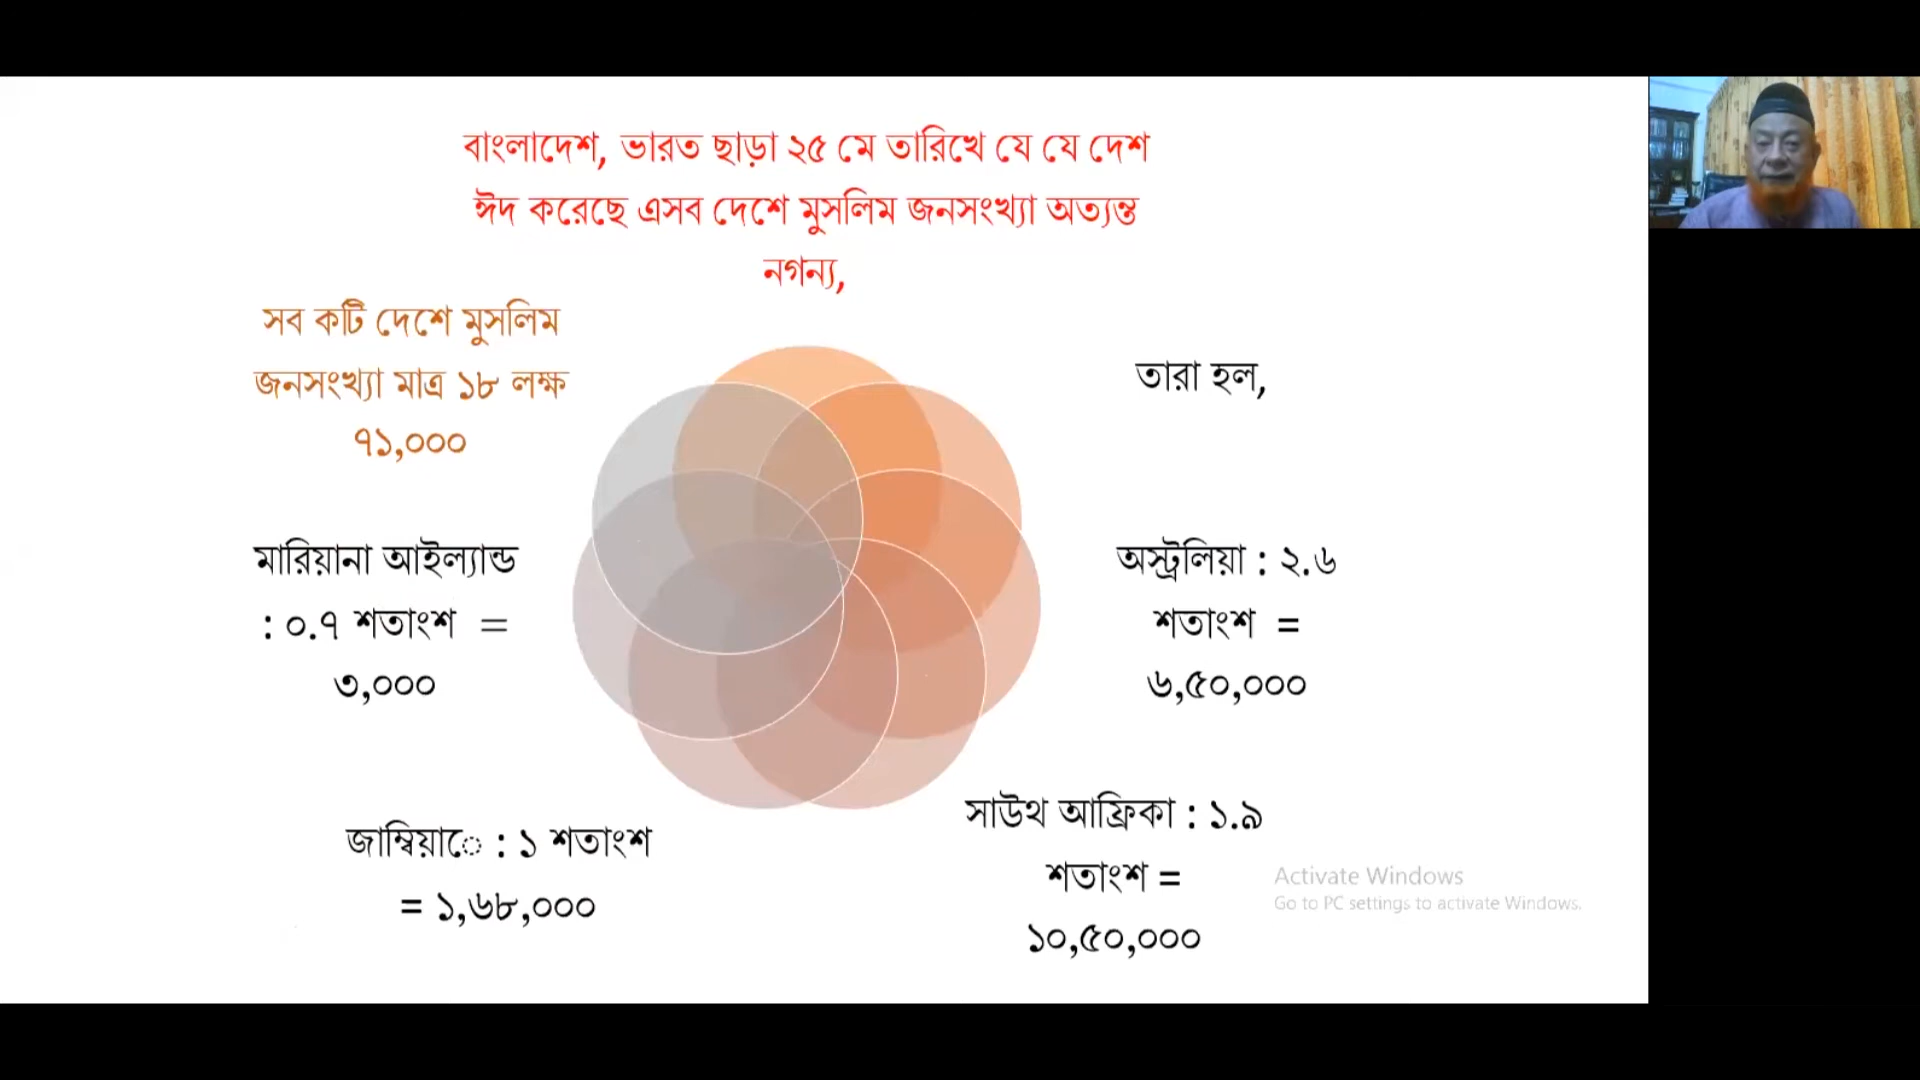 বাংলাদেশ, ভারত ছাড়া ২৫ মে তারিখে যে যে দেশ
ঈদ করেছে এসব দেশে মুসলিম জনসংখ্যা অত্যন্ত
নগন্য,
সব কটি দেশে মুসলিম
জনসংখ্যা মাত্র ১৮ লক্ষ
৭১,০০০
তারা হল,
মারিয়ানা আইল্যান্ড
: ০.৭ শতাংশ =
৩,০০০
অস্ট্রলিয়া : ২.৬
শতাংশ =
৬,৫০,০০০
জাম্বিয়াে : ১ শতাংশ
= ১,৬৮,০০০
সাউথ আফ্রিকা : ১.৯
শতাংশ =
১০,৫০,০০০
Activate Windows
Go to PC settings to activate Windows.